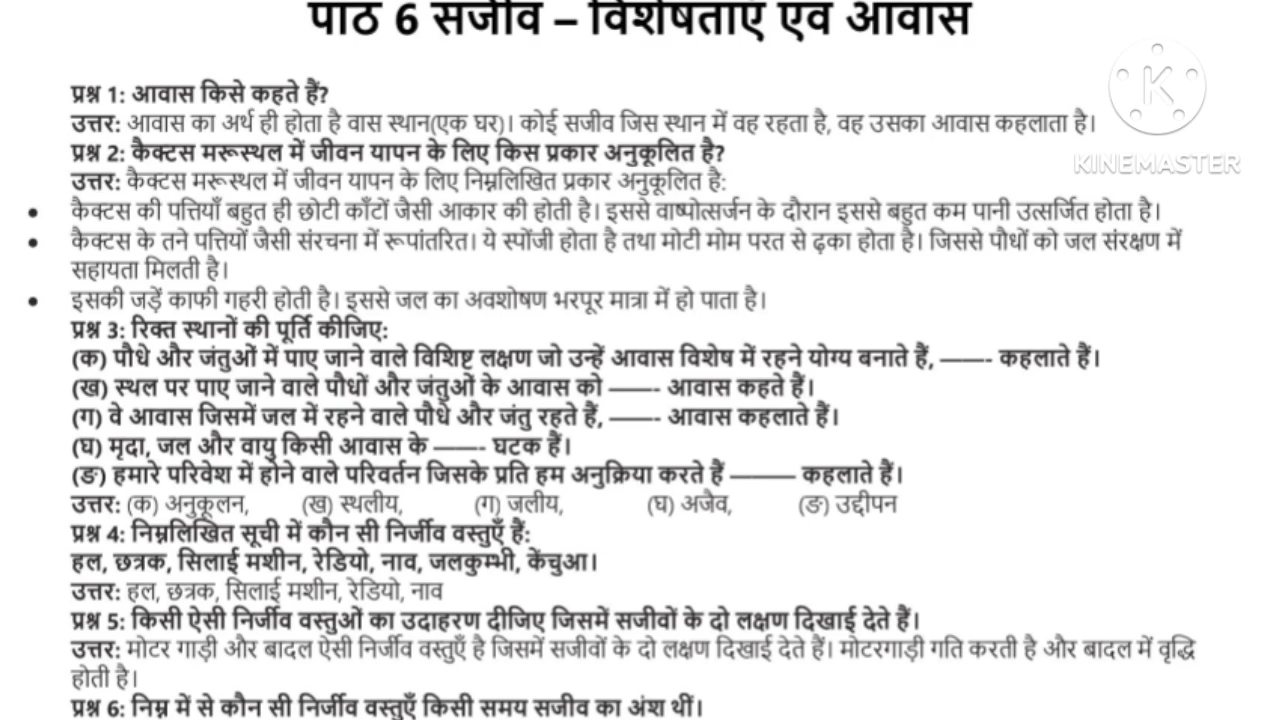 पाठ 6 सजीव – विशेषताएं एवं आवास
प्रश्न 1: आवास किसे कहते हैं?
उत्तर: आवास का अर्थ ही होता है वास स्थान(एक घर)। कोई सजीव जिस स्थान में वह रहता है, वह उसका आवास कहलाता है।
KINEMASTER
प्रश्न 2: कैक्टस मरूस्थल में जीवन यापन के लिए किस प्रकार अनुकूलित है?
उत्तर: कैक्टस मरूस्थल में जीवन यापन के लिए निम्नलिखित प्रकार अनुकूलित है:
• कैक्टस की पत्तियाँ बहुत ही छोटी काँटों जैसी आकार की होती है। इससे वाष्पोत्सर्जन के दौरान इससे बहुत कम पानी उत्सर्जित होता है।
• कैक्टस के तने पत्तियों जैसी संरचना में रूपांतरित। ये स्पोंजी होता है तथा मोटी मोम परत से ढ़का होता है। जिससे पौधों को जल संरक्षण में
सहायता मिलती है।
• इसकी जड़ें काफी गहरी होती है। इससे जल का अवशोषण भरपूर मात्रा में हो पाता है।
प्रश्न 3: रिक्त स्थानों की पूर्ति कीजिए:
(क) पौधे और जंतुओं में पाए जाने वाले विशिष्ट लक्षण जो उन्हें आवास विशेष में रहने योग्य बनाते हैं, ——- कहलाते हैं।
(ख) स्थल पर पाए जाने वाले पौधों और जंतुओं के आवास को ——- आवास कहते हैं।
(ग) वे आवास जिसमें जल में रहने वाले पौधे और जंतु रहते हैं, ——- आवास कहलाते हैं।
(घ) मृदा, जल और वायु किसी आवास के ——- घटक हैं।
(ङ) हमारे परिवेश में होने वाले परिवर्तन जिसके प्रति हम अनुक्रिया करते हैं ——— कहलाते हैं।
उत्तर: (क) अनुकूलन, (ख) स्थलीय, (ग) जलीय, (घ) अजैव, (ङ) उद्दीपन
प्रश्न 4: निम्नलिखित सूची में कौन सी निर्जीव वस्तुएँ हैं:
हल, छत्रक, सिलाई मशीन, रेडियो, नाव, जलकुम्भी, केंचुआ।
उत्तर: हल, छत्रक, सिलाई मशीन, रेडियो, नाव
प्रश्न 5: किसी ऐसी निर्जीव वस्तुओं का उदाहरण दीजिए जिसमें सजीवों के दो लक्षण दिखाई देते हैं।
उत्तर: मोटर गाड़ी और बादल ऐसी निर्जीव वस्तुएँ है जिसमें सजीवों के दो लक्षण दिखाई देते हैं। मोटरगाड़ी गति करती है और बादल में वृद्धि
होती है।
प्रश्न 6: निम्न में से कौन सी निर्जीव वस्तुएँ किसी समय सजीव का अंश थीं।